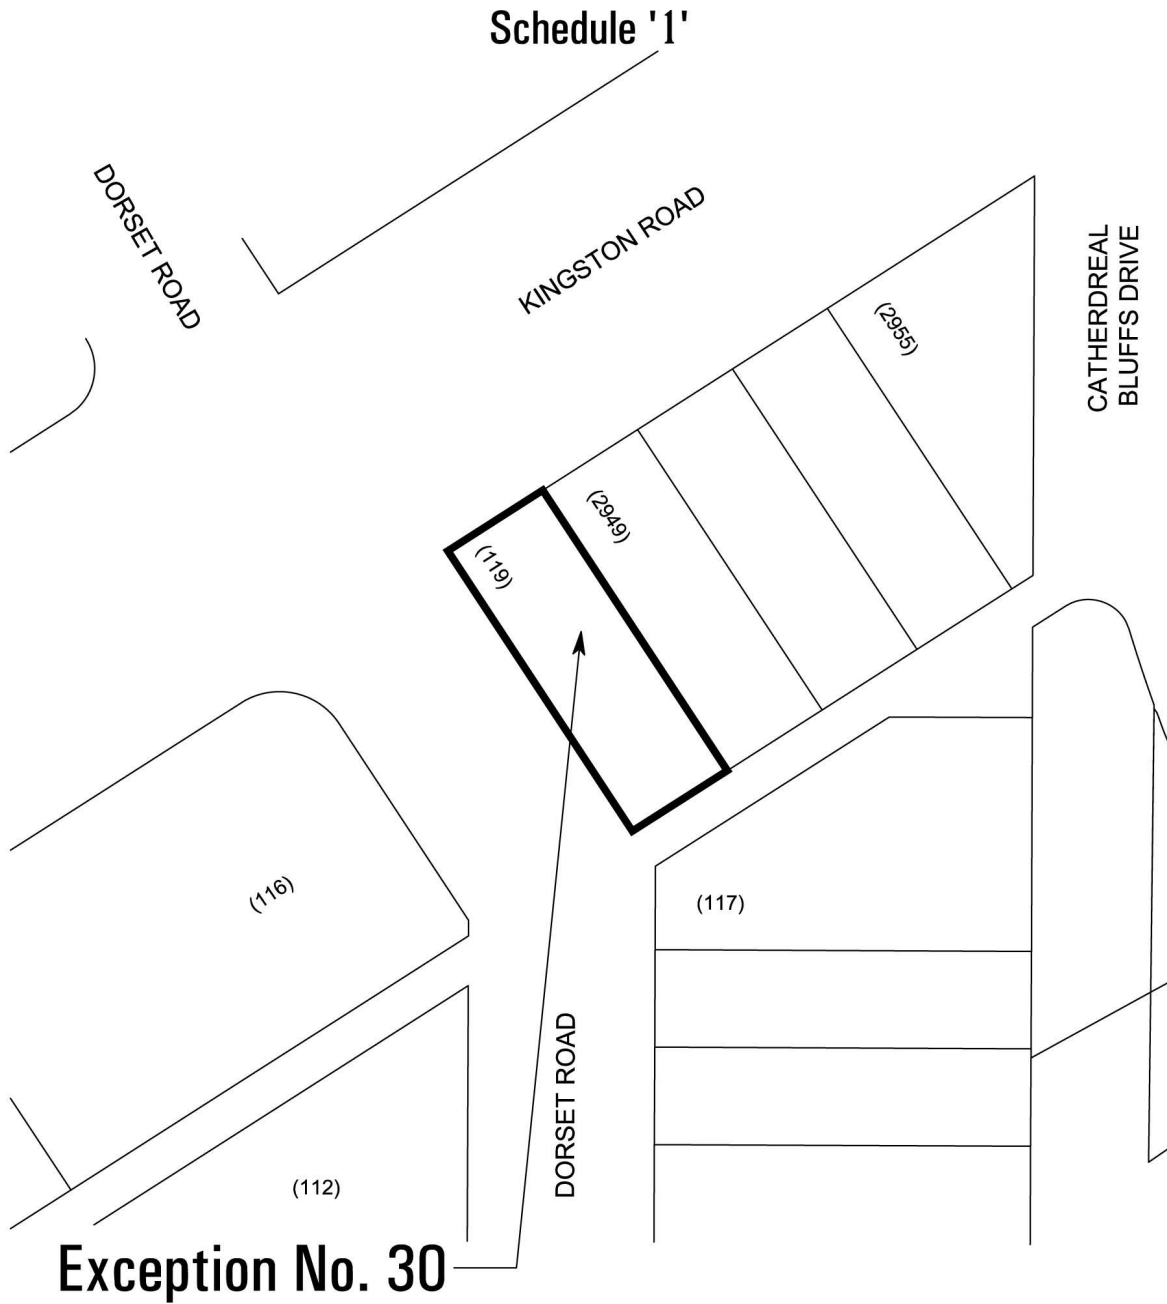 Schedule '1'
DORSET ROAD
KINGSTON ROAD
CATHERDREAL
BLUFFS DRIVE
(2955)
(2949)
(119)
(116)
(117)
DORSET ROAD
(112)
Exception No. 30